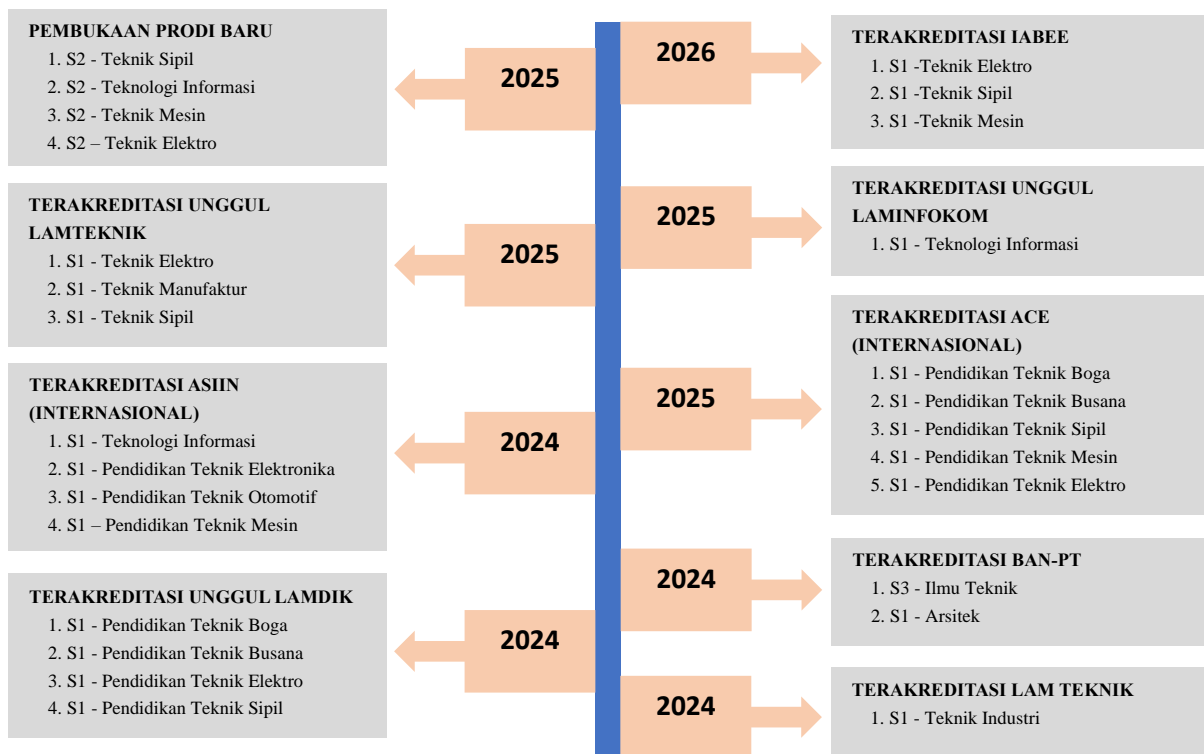 PEMBUKAAN PRODI BARU
1. S2 - Teknik Sipil
2. S2 - Teknologi Informasi
3. S2 - Teknik Mesin
4. S2 – Teknik Elektro
2025
TERAKREDITASI UNGGUL
LAMTEKNIK
1. S1 - Teknik Elektro
2. S1 - Teknik Manufaktur
3. S1 - Teknik Sipil
2025
TERAKREDITASI ASIIN
(INTERNASIONAL)
1. S1 - Teknologi Informasi
2. S1 - Pendidikan Teknik Elektronika
3. S1 - Pendidikan Teknik Otomotif
4. S1 – Pendidikan Teknik Mesin
2024
TERAKREDITASI UNGGUL LAMDIK
1. S1 - Pendidikan Teknik Boga
2. S1 - Pendidikan Teknik Busana
3. S1 - Pendidikan Teknik Elektro
4. S1 - Pendidikan Teknik Sipil
2024
2026
TERAKREDITASI IABEE
1. S1 -Teknik Elektro
2. S1 -Teknik Sipil
3. S1 -Teknik Mesin
2025
TERAKREDITASI UNGGUL
LAMINFOKOM
1. S1 - Teknologi Informasi
2025
TERAKREDITASI ACE
(INTERNASIONAL)
1. S1 - Pendidikan Teknik Boga
2. S1 - Pendidikan Teknik Busana
3. S1 - Pendidikan Teknik Sipil
4. S1 - Pendidikan Teknik Mesin
5. S1 - Pendidikan Teknik Elektro
2024
TERAKREDITASI BAN-PT
1. S3 - Ilmu Teknik
2. S1 - Arsitek
2024
TERAKREDITASI LAM TEKNIK
1. S1 - Teknik Industri